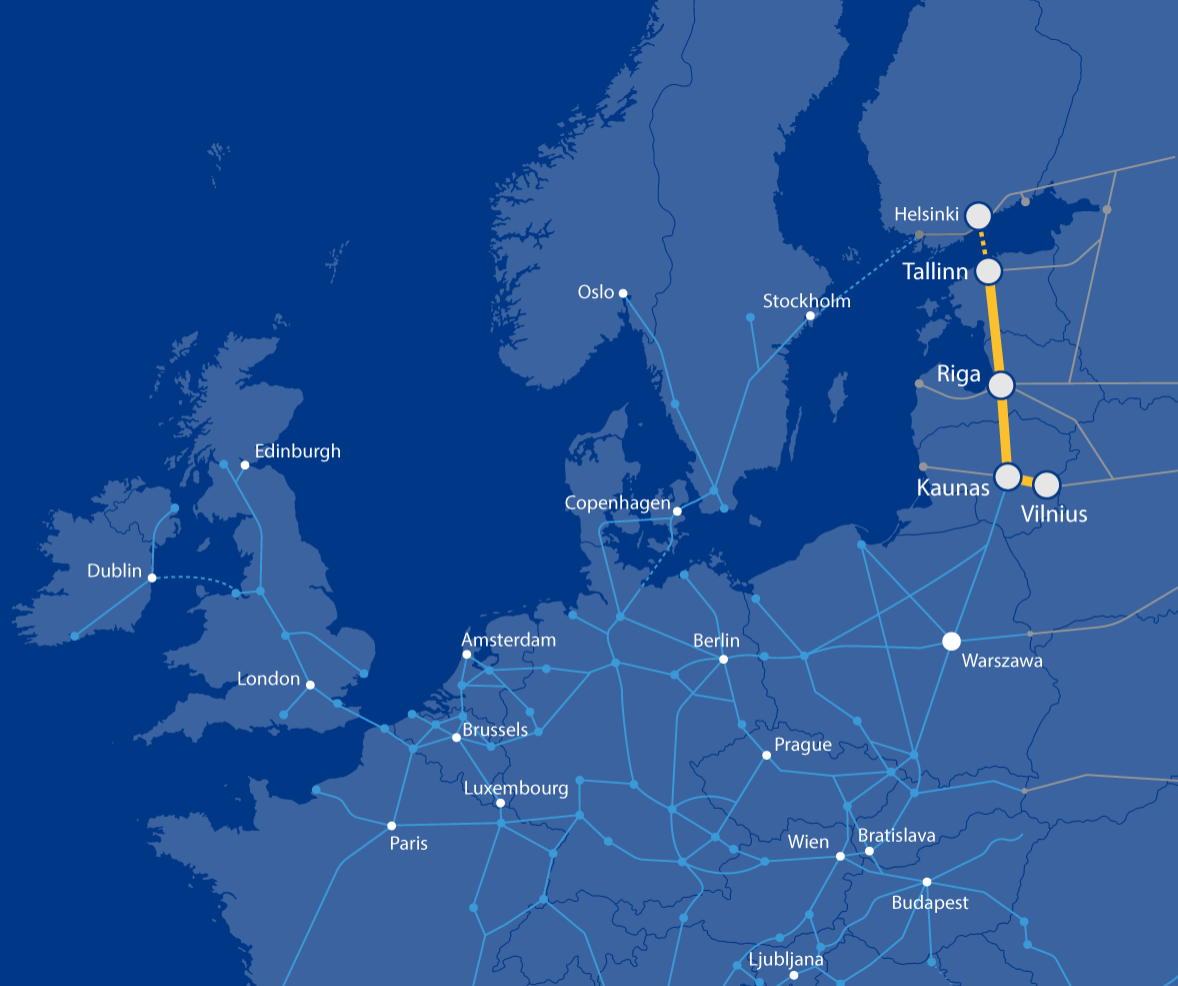 Helsinki
Tallinn
Oslo
Stockholm
Riga
Edinburgh
Kaunas
Copenhagen
Vilnius
Dublin
Amsterdam
Berlin
Warszawa
London
Brussels
Prague
Luxembourg
Paris
Wien
Bratislava
Budapest
Ljubljana